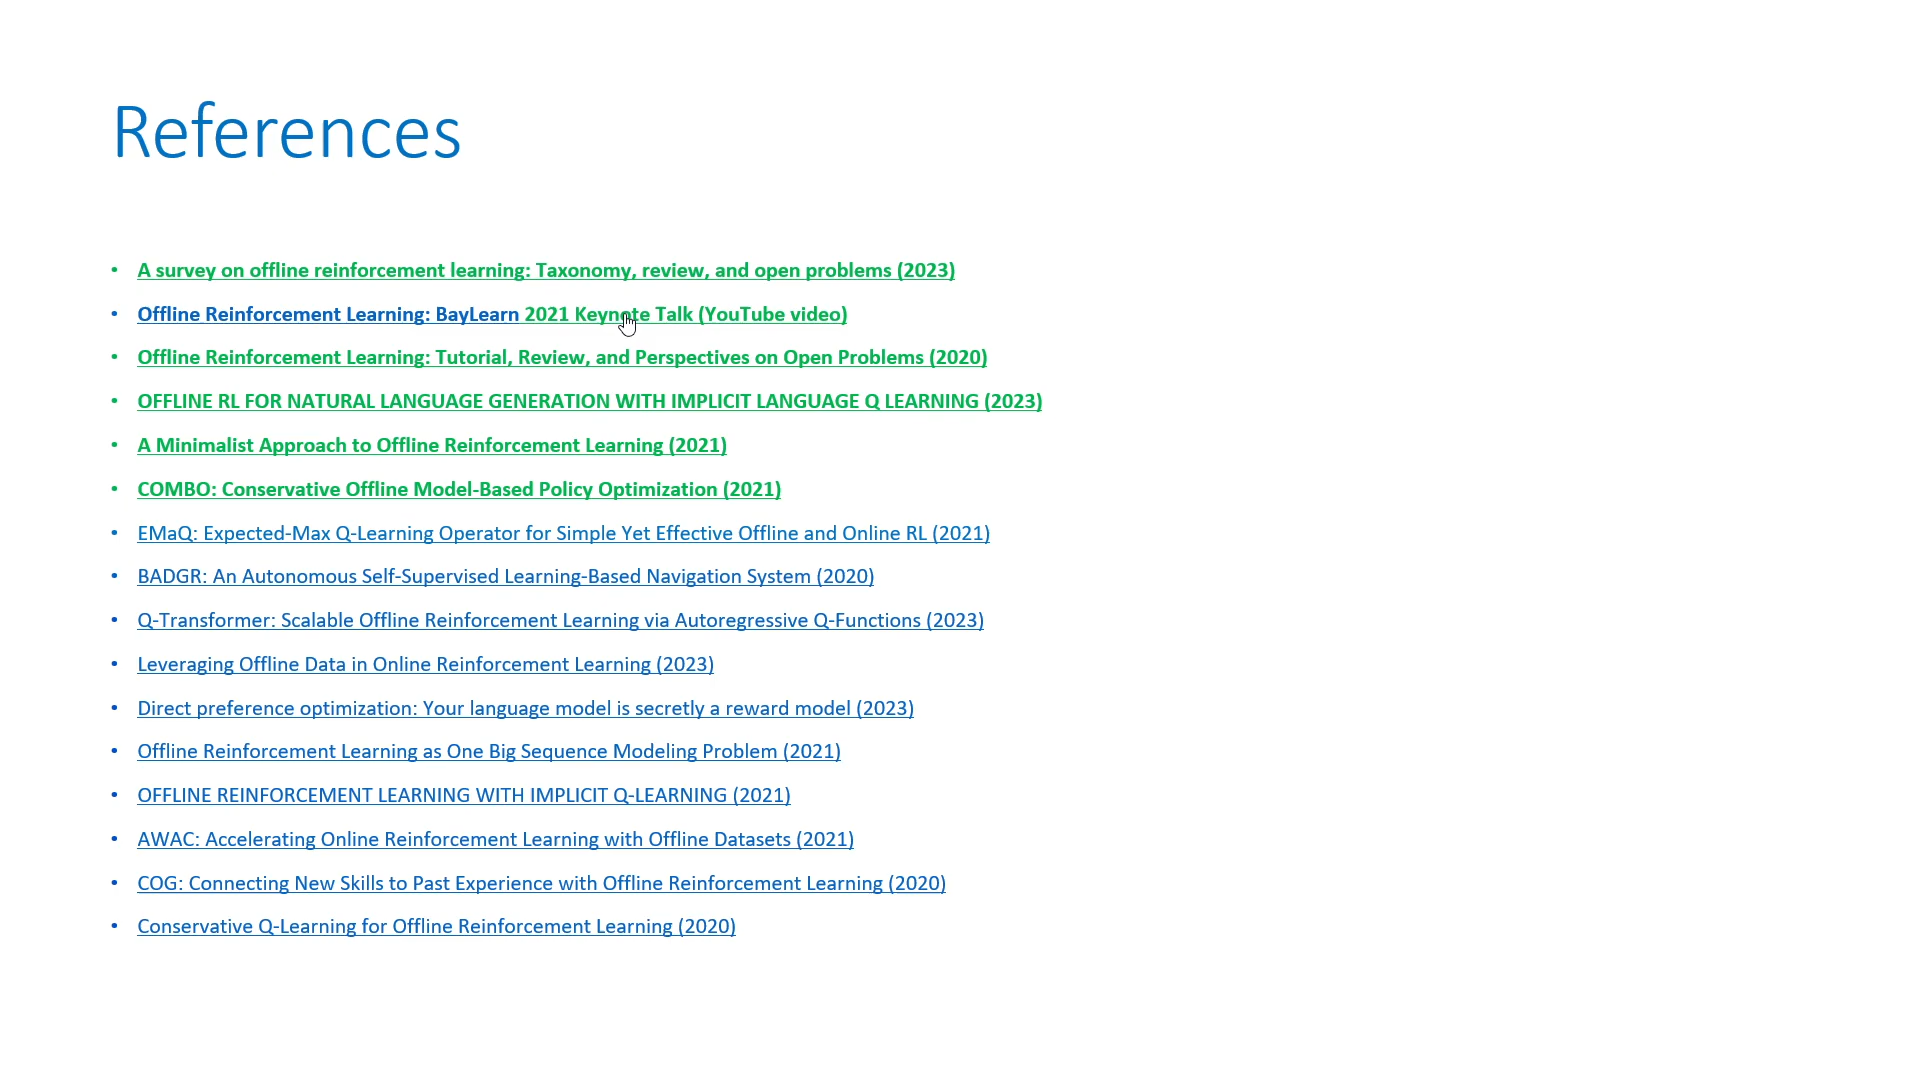 References
• A survey on offline reinforcement learning: Taxonomy, review, and open problems (2023)
• Offline Reinforcement Learning: BayLearn 2021 Keynote Talk (YouTube video)
• Offline Reinforcement Learning: Tutorial, Review, and Perspectives on Open Problems (2020)
• OFFLINE RL FOR NATURAL LANGUAGE GENERATION WITH IMPLICIT LANGUAGE Q LEARNING (2023)
• A Minimalist Approach to Offline Reinforcement Learning (2021)
• COMBO: Conservative Offline Model-Based Policy Optimization (2021)
• EMaQ: Expected-Max Q-Learning Operator for Simple Yet Effective Offline and Online RL (2021)
• BADGR: An Autonomous Self-Supervised Learning-Based Navigation System (2020)
• Q-Transformer: Scalable Offline Reinforcement Learning via Autoregressive Q-Functions (2023)
• Leveraging Offline Data in Online Reinforcement Learning (2023)
• Direct preference optimization: Your language model is secretly a reward model (2023)
• Offline Reinforcement Learning as One Big Sequence Modeling Problem (2021)
• OFFLINE REINFORCEMENT LEARNING WITH IMPLICIT Q-LEARNING (2021)
• AWAC: Accelerating Online Reinforcement Learning with Offline Datasets (2021)
• COG: Connecting New Skills to Past Experience with Offline Reinforcement Learning (2020)
• Conservative Q-Learning for Offline Reinforcement Learning (2020)